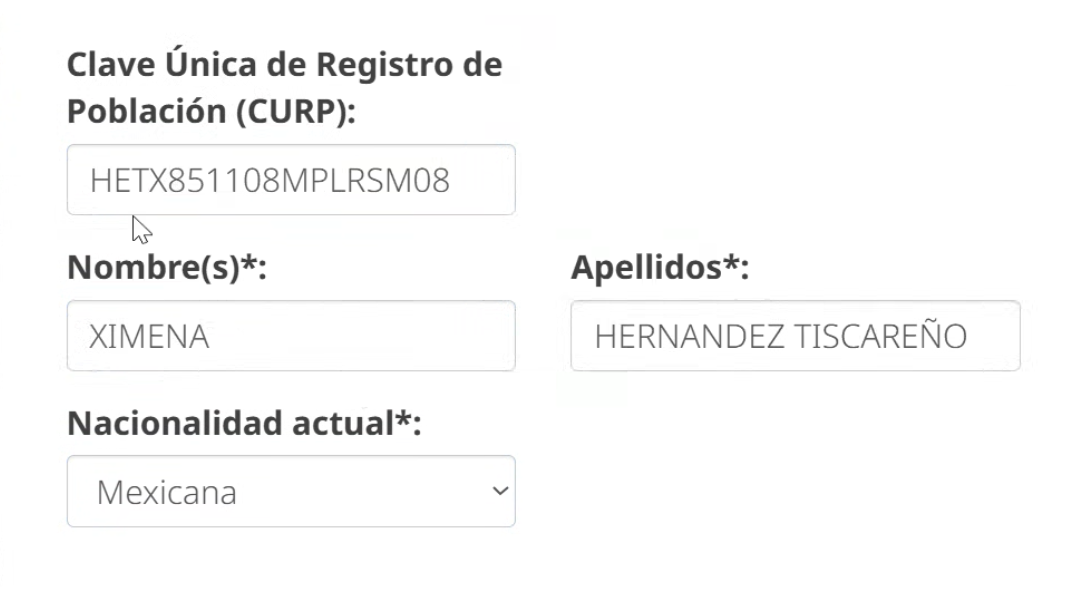 Clave Única de Registro de
Población (CURP):
HETX851108MPLRSM08
Nombre(s)*:
Apellidos*:
XIMENA
HERNANDEZ TISCAREÑO
Nacionalidad actual*:
Mexicana